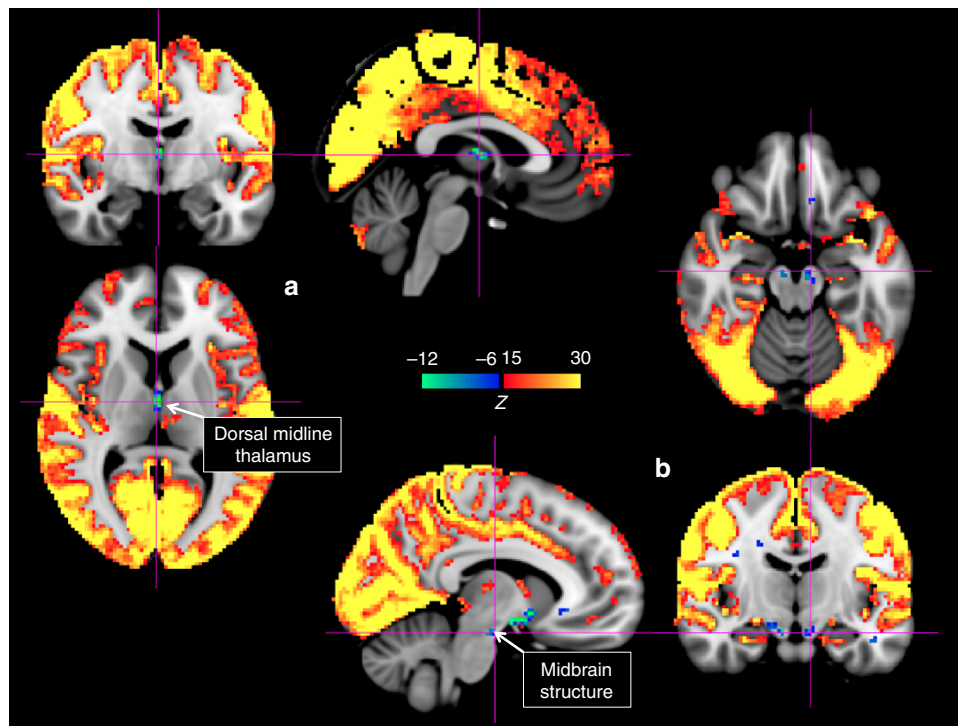 a
−12 −6 15 30
Z
Dorsal midline
thalamus
b
Midbrain
structure